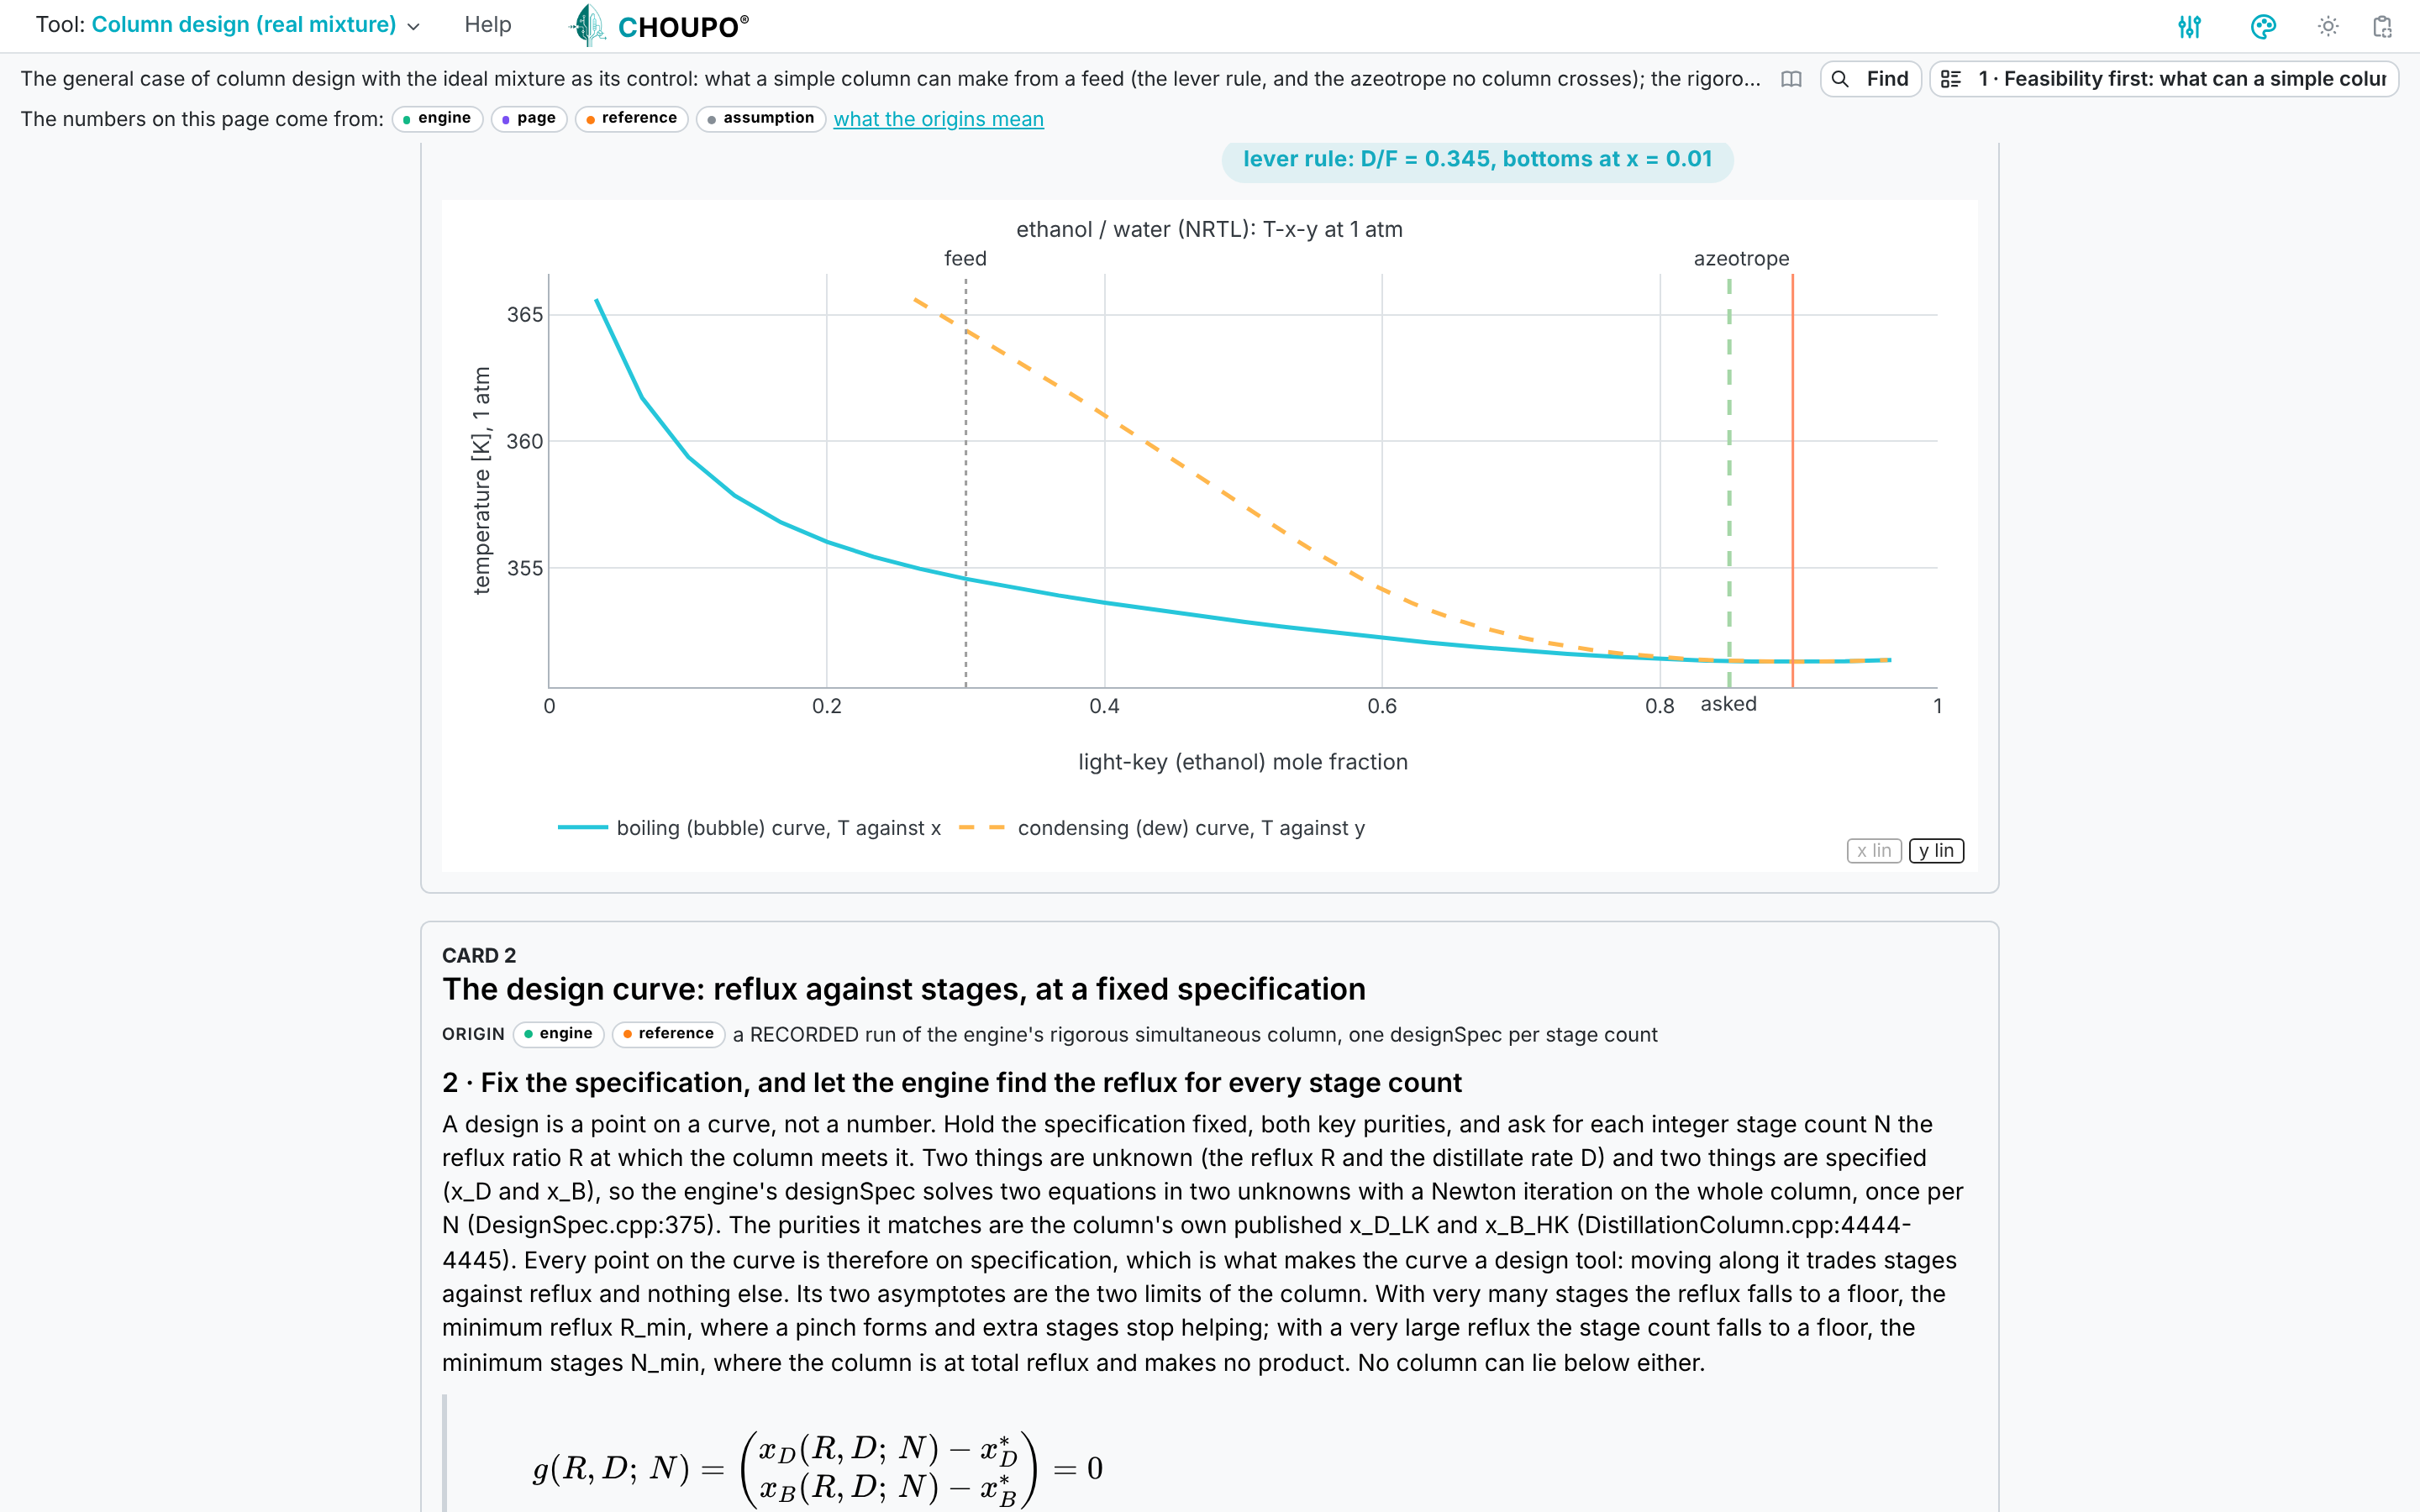 Tool: Column design (real mixture) Help CHOUPO®
The general case of column design with the ideal mixture as its control: what a simple column can make from a feed (the lever rule, and the azeotrope no column crosses); the rigoro... Find 1 · Feasibility first: what can a simple colur
The numbers on this page come from: engine page reference assumption what the origins mean
lever rule: D/F = 0.345, bottoms at x = 0.01
ethanol / water (NRTL): T-x-y at 1 atm
feed azeotrope
365
360
355
temperature [K], 1 atm
0 0.2 0.4 0.6 0.8 asked 1
light-key (ethanol) mole fraction
boiling (bubble) curve, T against x condensing (dew) curve, T against y
x lin y lin
CARD 2
The design curve: reflux against stages, at a fixed specification
ORIGIN engine reference a RECORDED run of the engine's rigorous simultaneous column, one designSpec per stage count
2 · Fix the specification, and let the engine find the reflux for every stage count
A design is a point on a curve, not a number. Hold the specification fixed, both key purities, and ask for each integer stage count N the
reflux ratio R at which the column meets it. Two things are unknown (the reflux R and the distillate rate D) and two things are specified
(x_D and x_B), so the engine's designSpec solves two equations in two unknowns with a Newton iteration on the whole column, once per
N (DesignSpec.cpp:375). The purities it matches are the column's own published x_D_LK and x_B_HK (DistillationColumn.cpp:4444-
4445). Every point on the curve is therefore on specification, which is what makes the curve a design tool: moving along it trades stages
against reflux and nothing else. Its two asymptotes are the two limits of the column. With very many stages the reflux falls to a floor, the
minimum reflux R_min, where a pinch forms and extra stages stop helping; with a very large reflux the stage count falls to a floor, the
minimum stages N_min, where the column is at total reflux and makes no product. No column can lie below either.
g(R, D; N) = (x_D(R, D; N) − x_D^*
x_B(R, D; N) − x_B^*) = 0